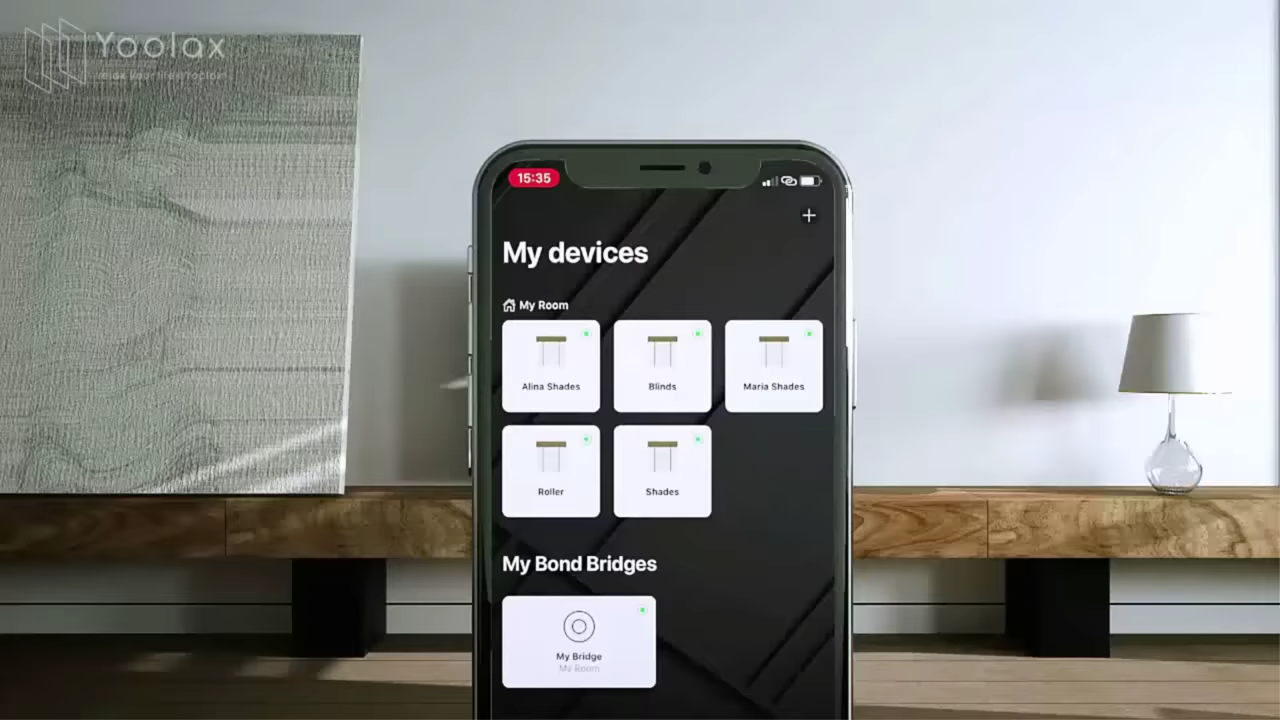 Yoolax
15:35
My devices
My Room
Alina Shades
Blinds
Maria Shades
Roller
Shades
My Bond Bridges
My Bridge
My Room